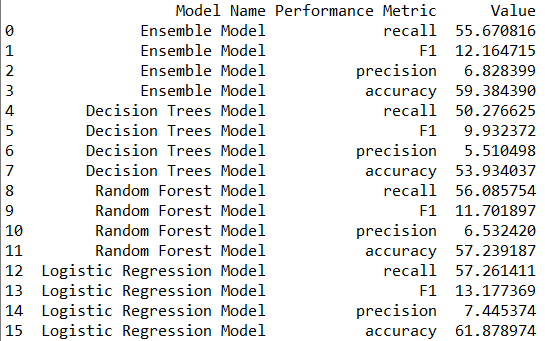 Model Name Performance Metric Value
0 Ensemble Model recall 55.670816
1 Ensemble Model F1 12.164715
2 Ensemble Model precision 6.828399
3 Ensemble Model accuracy 59.384390
4 Decision Trees Model recall 50.276625
5 Decision Trees Model F1 9.932372
6 Decision Trees Model precision 5.510498
7 Decision Trees Model accuracy 53.934037
8 Random Forest Model recall 56.085754
9 Random Forest Model F1 11.701897
10 Random Forest Model precision 6.532420
11 Random Forest Model accuracy 57.239187
12 Logistic Regression Model recall 57.261411
13 Logistic Regression Model F1 13.177369
14 Logistic Regression Model precision 7.445374
15 Logistic Regression Model accuracy 61.878974